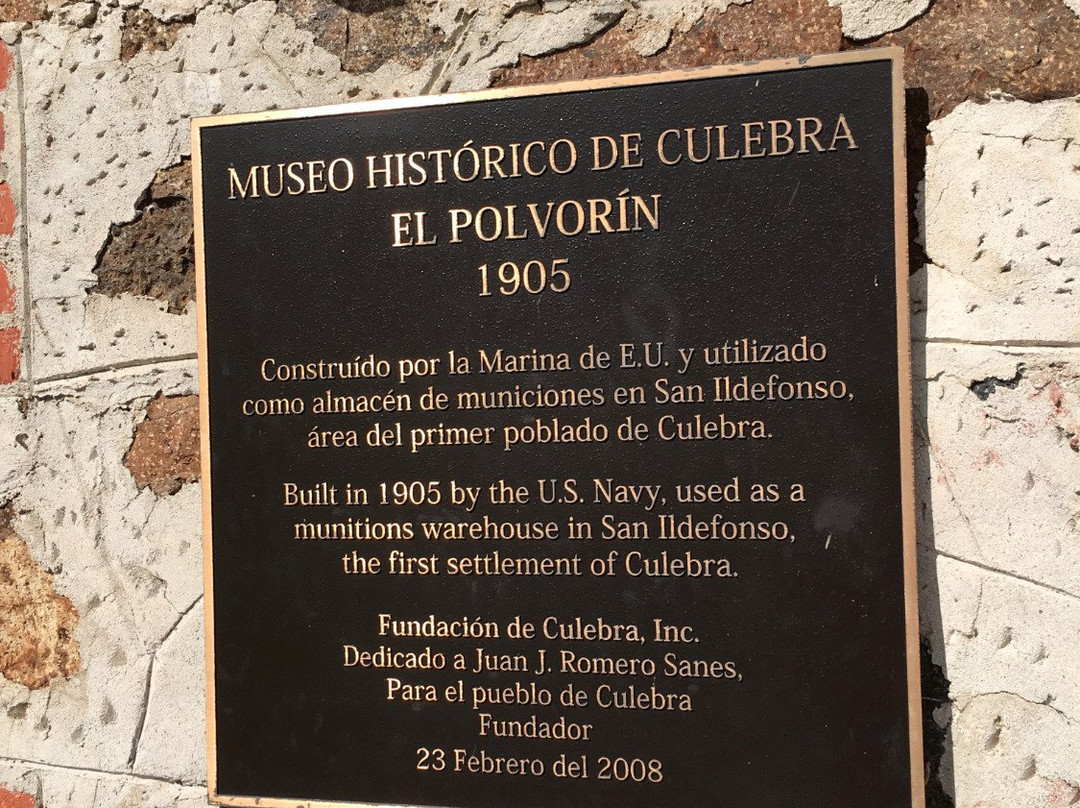 MUSEO HISTÓRICO DE CULEBRA
EL POLVORÍN
1905
Construído por la Marina de E.U. y utilizado
como almacén de municiones en San Ildefonso,
área del primer poblado de Culebra.
Built in 1905 by the U.S. Navy, used as a
munitions warehouse in San Ildefonso,
the first settlement of Culebra.
Fundación de Culebra, Inc.
Dedicado a Juan J. Romero Sanes,
Para el pueblo de Culebra
Fundador
23 Febrero del 2008